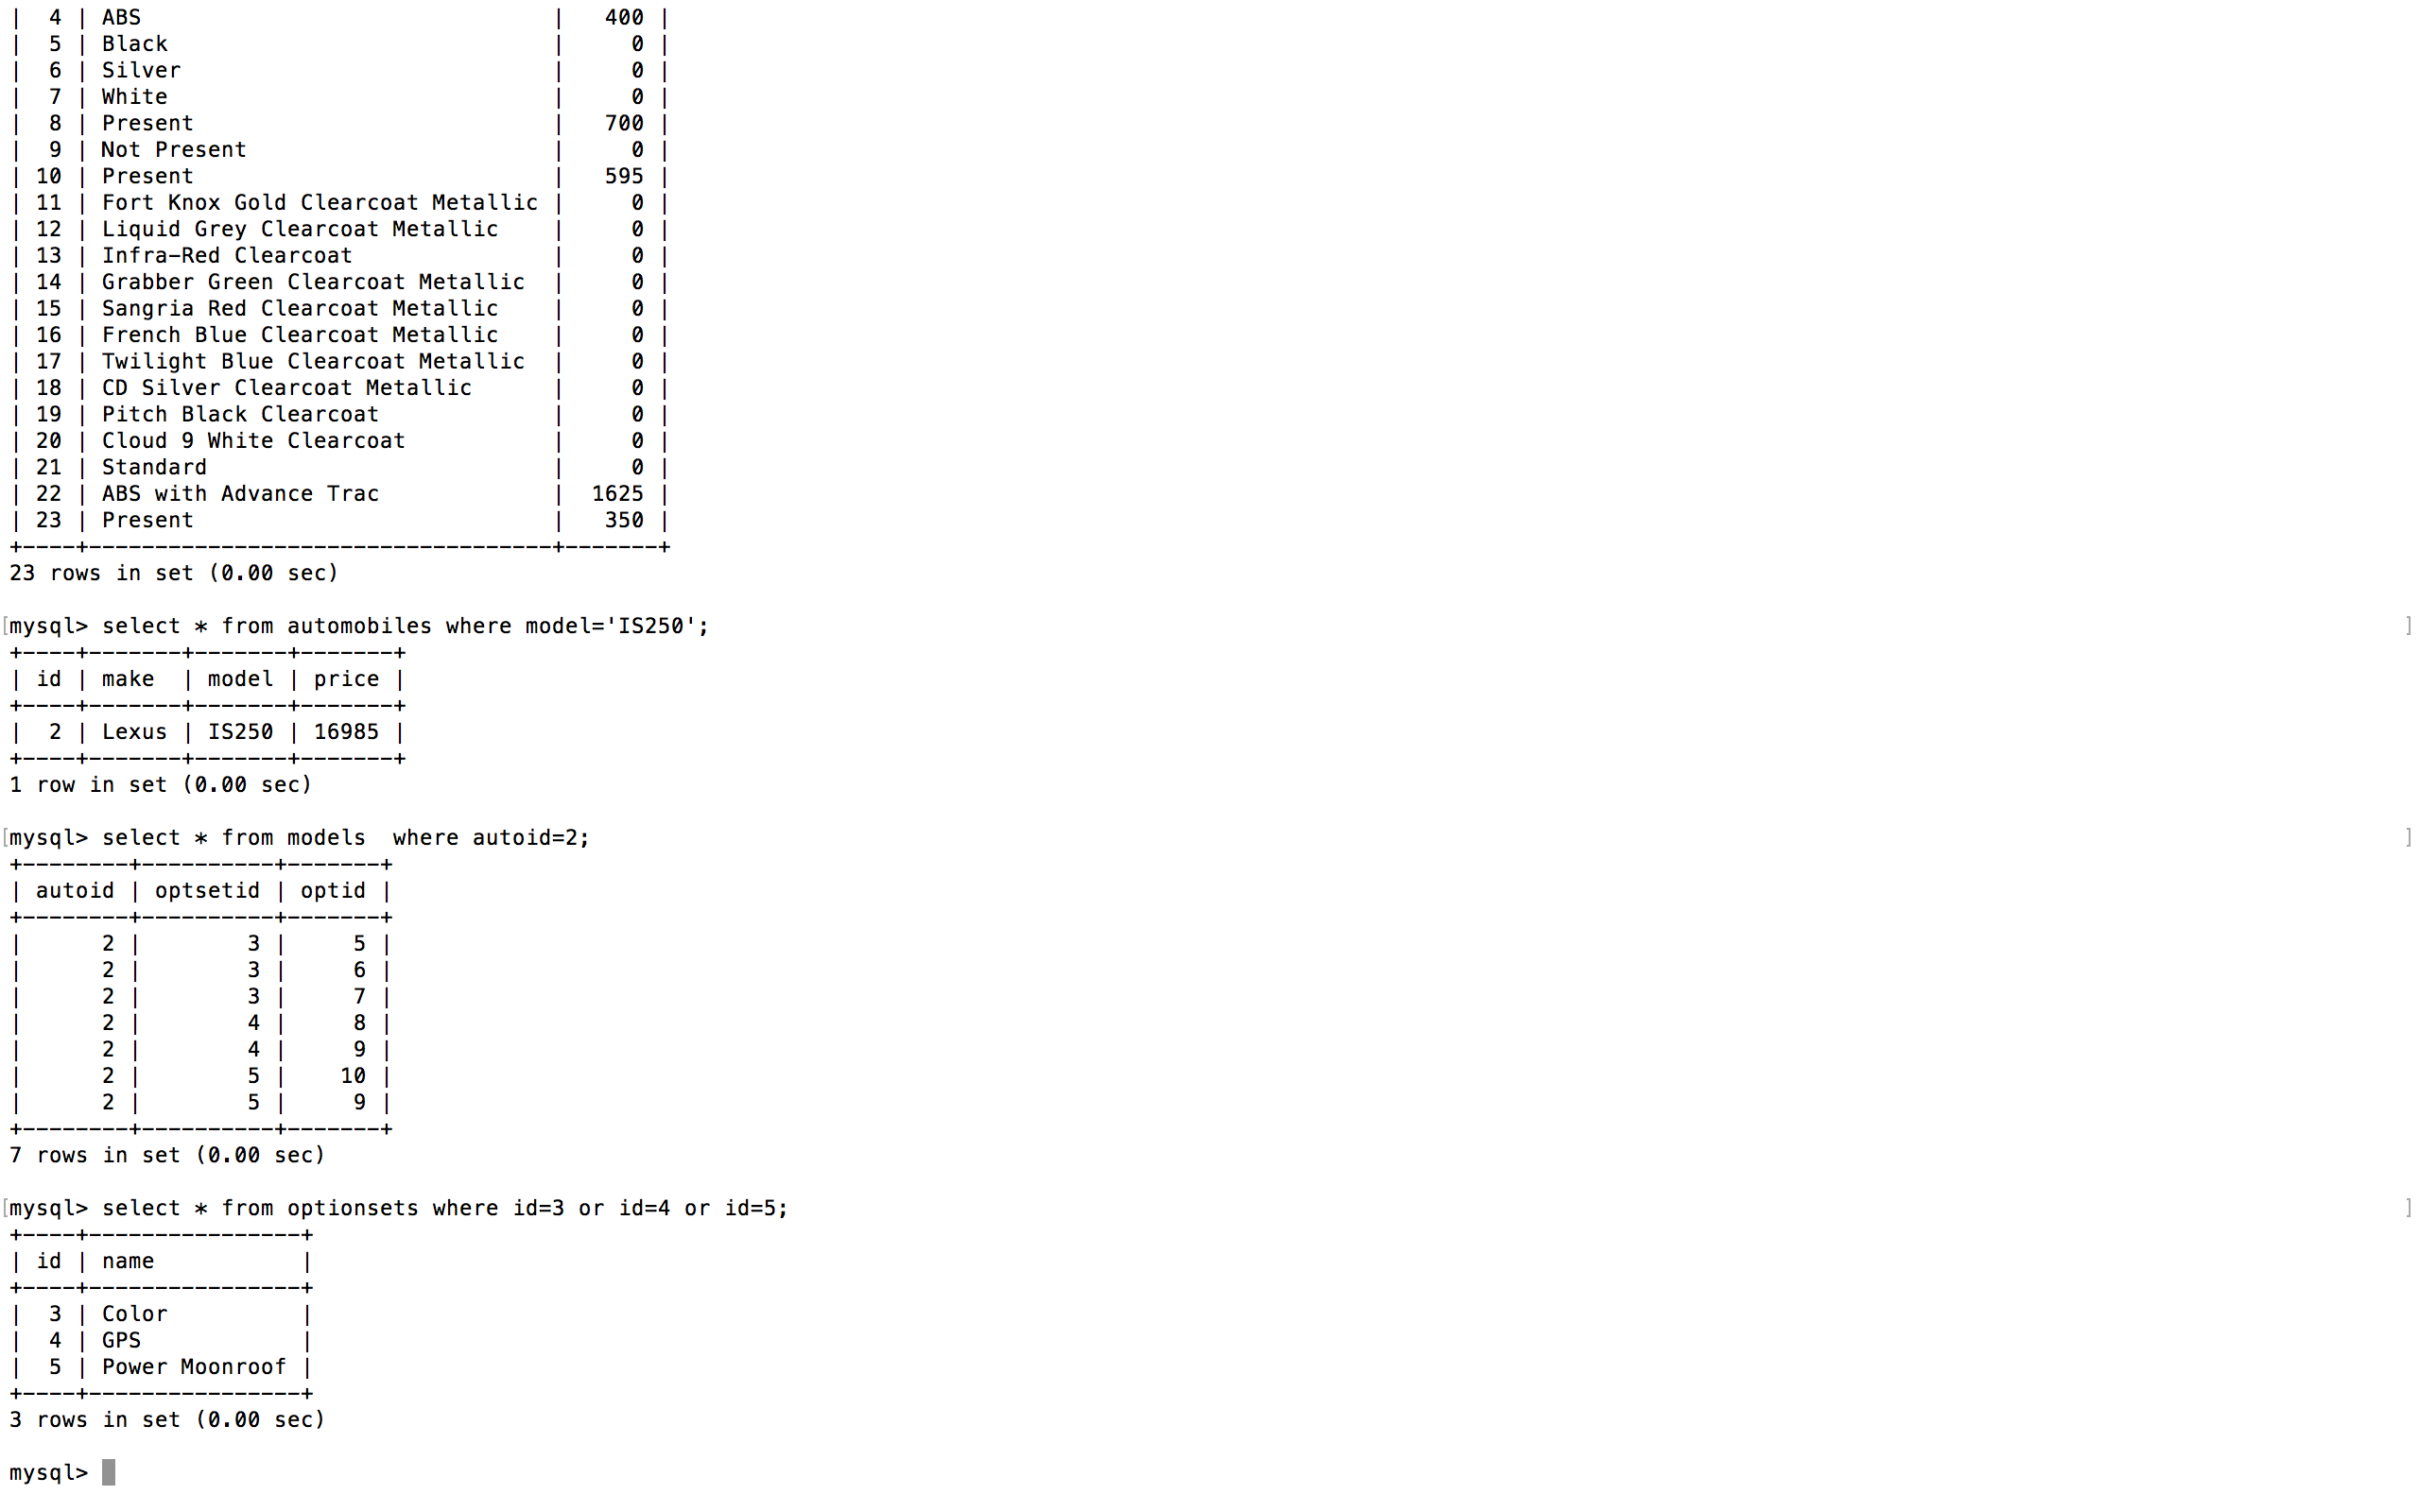 |  4 | ABS                               |   400 |
|  5 | Black                             |     0 |
|  6 | Silver                            |     0 |
|  7 | White                             |     0 |
|  8 | Present                           |   700 |
|  9 | Not Present                       |     0 |
| 10 | Present                           |   595 |
| 11 | Fort Knox Gold Clearcoat Metallic |     0 |
| 12 | Liquid Grey Clearcoat Metallic    |     0 |
| 13 | Infra-Red Clearcoat               |     0 |
| 14 | Grabber Green Clearcoat Metallic  |     0 |
| 15 | Sangria Red Clearcoat Metallic    |     0 |
| 16 | French Blue Clearcoat Metallic    |     0 |
| 17 | Twilight Blue Clearcoat Metallic  |     0 |
| 18 | CD Silver Clearcoat Metallic      |     0 |
| 19 | Pitch Black Clearcoat             |     0 |
| 20 | Cloud 9 White Clearcoat           |     0 |
| 21 | Standard                          |     0 |
| 22 | ABS with Advance Trac             |  1625 |
| 23 | Present                           |   350 |
+----+-----------------------------------+-------+
23 rows in set (0.00 sec)

[mysql> select * from automobiles where model='IS250'; ]
+----+-------+-------+-------+
| id | make  | model | price |
+----+-------+-------+-------+
|  2 | Lexus | IS250 | 16985 |
+----+-------+-------+-------+
1 row in set (0.00 sec)

[mysql> select * from models  where autoid=2; ]
+--------+----------+-------+
| autoid | optsetid | optid |
+--------+----------+-------+
|      2 |        3 |     5 |
|      2 |        3 |     6 |
|      2 |        3 |     7 |
|      2 |        4 |     8 |
|      2 |        4 |     9 |
|      2 |        5 |    10 |
|      2 |        5 |     9 |
+--------+----------+-------+
7 rows in set (0.00 sec)

[mysql> select * from optionsets where id=3 or id=4 or id=5; ]
+----+----------------+
| id | name           |
+----+----------------+
|  3 | Color          |
|  4 | GPS            |
|  5 | Power Moonroof |
+----+----------------+
3 rows in set (0.00 sec)

mysql>